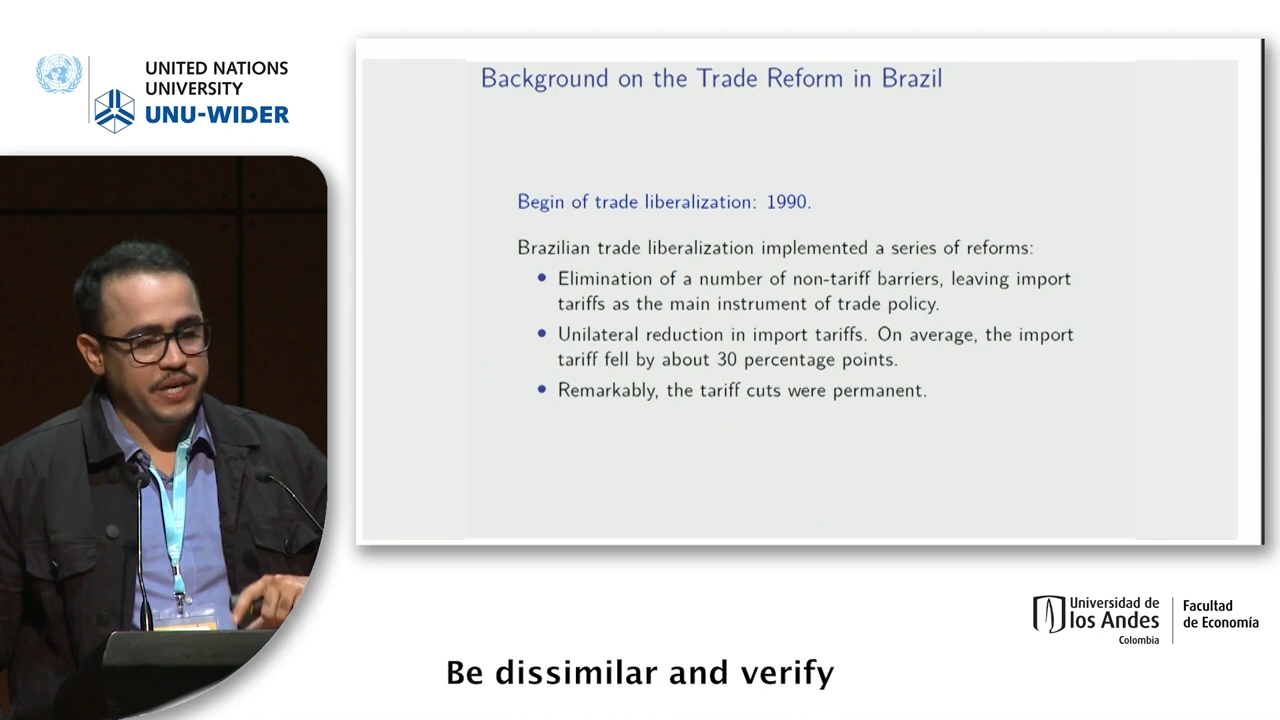 UNITED NATIONS
UNIVERSITY
UNU-WIDER
Background on the Trade Reform in Brazil
Begin of trade liberalization: 1990.
Brazilian trade liberalization implemented a series of reforms:
• Elimination of a number of non-tariff barriers, leaving import
tariffs as the main instrument of trade policy.
• Unilateral reduction in import tariffs. On average, the import
tariff fell by about 30 percentage points.
• Remarkably, the tariff cuts were permanent.
Universidad de
los Andes
Colombia
Facultad
de Economía
Be dissimilar and verify